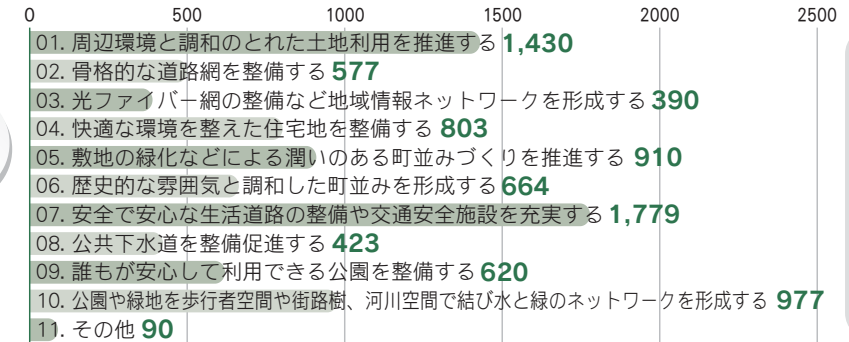 0 500 1000 1500 2000 2500
01. 周辺環境と調和のとれた土地利用を推進する 1,430
02. 骨格的な道路網を整備する 577
03. 光ファイバー網の整備など地域情報ネットワークを形成する 390
04. 快適な環境を整えた住宅地を整備する 803
05. 敷地の緑化などによる潤いのある町並みづくりを推進する 910
06. 歴史的な雰囲気と調和した町並みを形成する 664
07. 安全で安心な生活道路の整備や交通安全施設を充実する 1,779
08. 公共下水道を整備促進する 423
09. 誰もが安心して利用できる公園を整備する 620
10. 公園や緑地を歩行者空間や街路樹、河川空間で結び水と緑のネットワークを形成する 977
11. その他 90